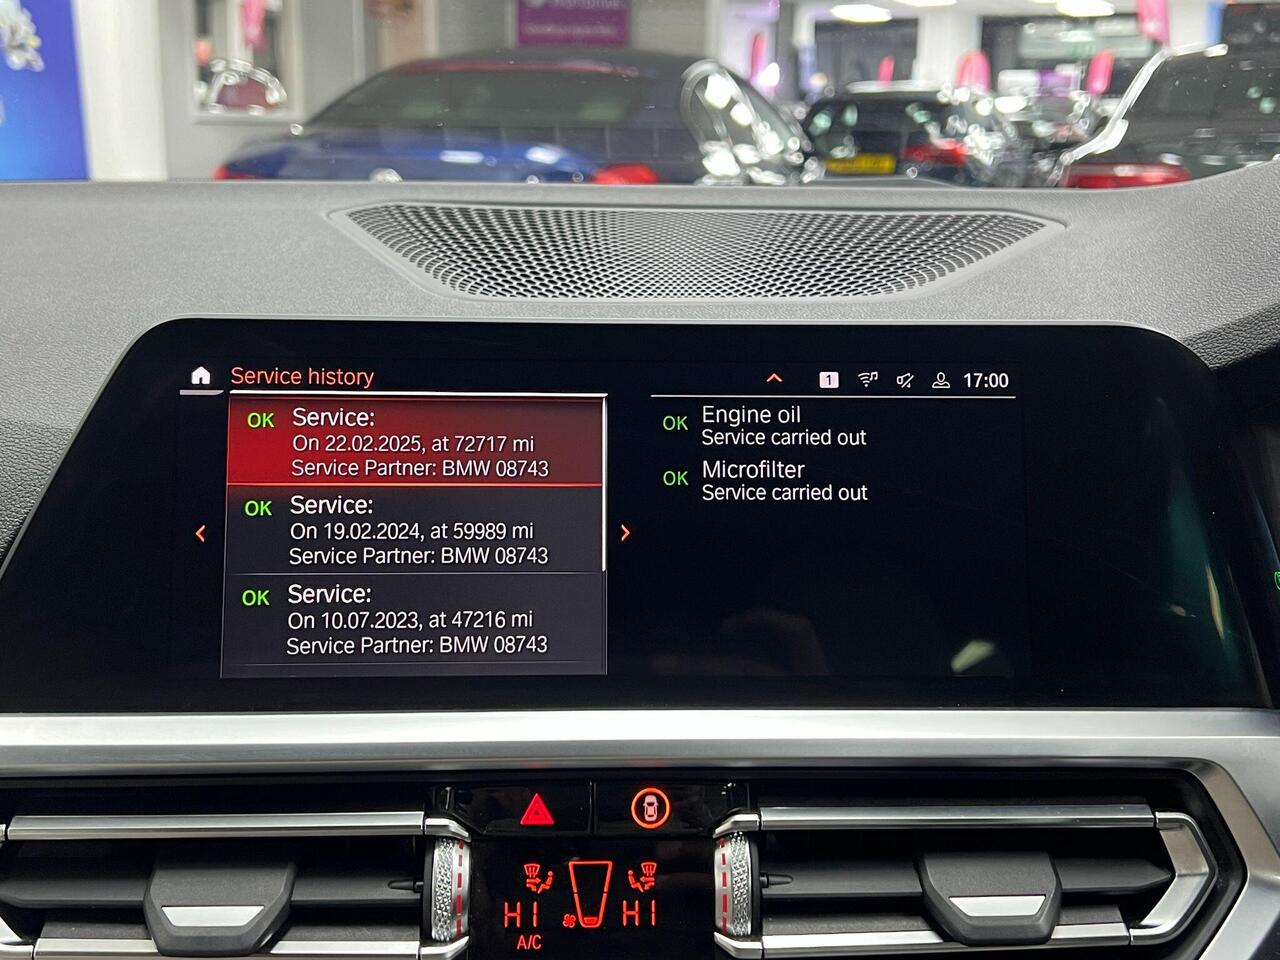 Service history
1
17:00
OK Service:
On 22.02.2025, at 72717 mi
Service Partner: BMW 08743
OK Service:
On 19.02.2024, at 59989 mi
Service Partner: BMW 08743
OK Service:
On 10.07.2023, at 47216 mi
Service Partner: BMW 08743
OK Engine oil
Service carried out
OK Microfilter
Service carried out
HI HI
A/C